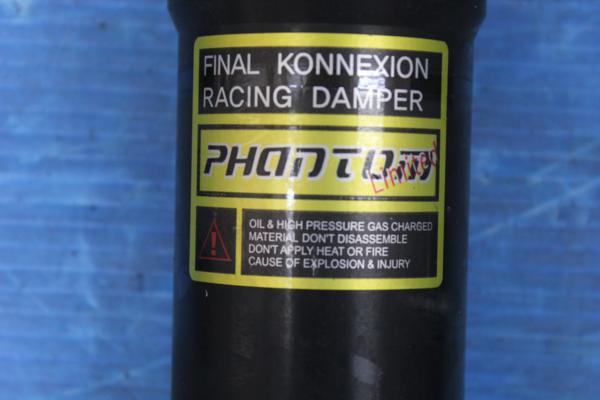 FINAL KONNEXION
RACING DAMPER
PHANTOM
Limited
!
OIL & HIGH PRESSURE GAS CHARGED
MATERIAL DON'T DISASSEMBLE
DON'T APPLY HEAT OR FIRE
CAUSE OF EXPLOSION & INJURY